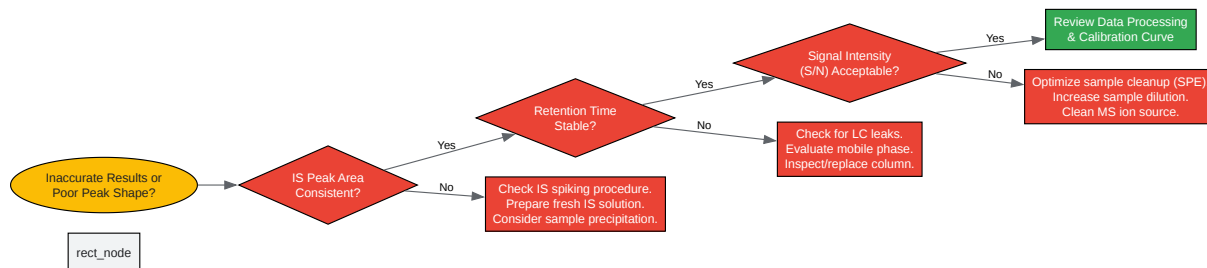 Inaccurate Results or
Poor Peak Shape?
rect_node
IS Peak Area
Consistent?
Yes
No
Check IS spiking procedure.
Prepare fresh IS solution.
Consider sample precipitation.
Retention Time
Stable?
Yes
No
Check for LC leaks.
Evaluate mobile phase.
Inspect/replace column.
Signal Intensity
(S/N) Acceptable?
Yes
No
Review Data Processing
& Calibration Curve
Optimize sample cleanup (SPE)
Increase sample dilution.
Clean MS ion source.